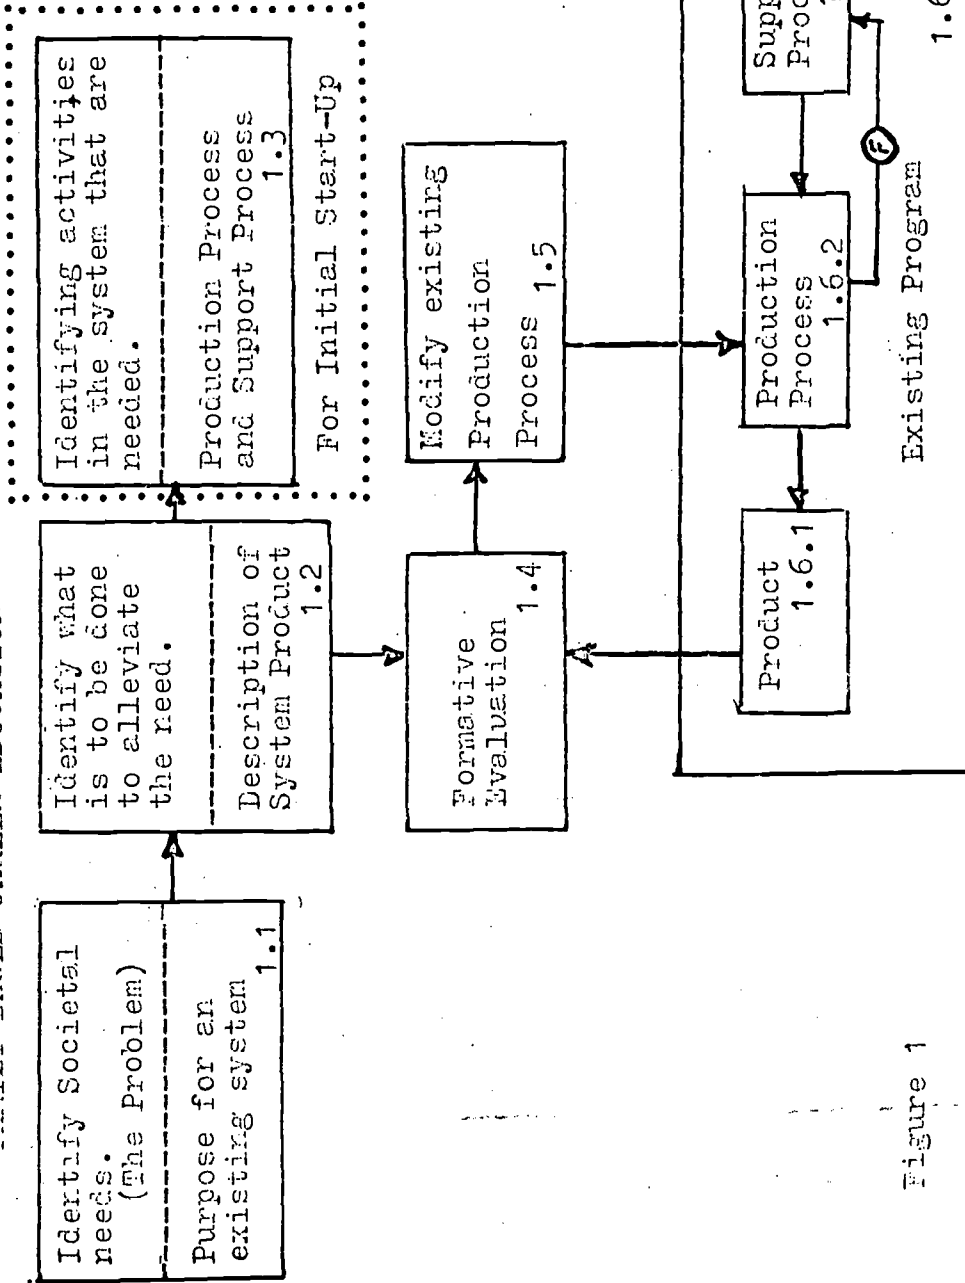 Identify Societal
needs.
(The Problem)
Purpose for an
existing system
1.1
Identify what
is to be done
to alleviate
the need.
Description of
System Product
1.2
Identifying activities
in the system that are
needed.
Production Process
and Support Process
1.3
For Initial Start-Up
Formative
Evaluation
1.4
Modify existing
Production
Process
1.5
Product
1.6.1
Production
Process
1.6.2
F
Existing Program
Figure 1